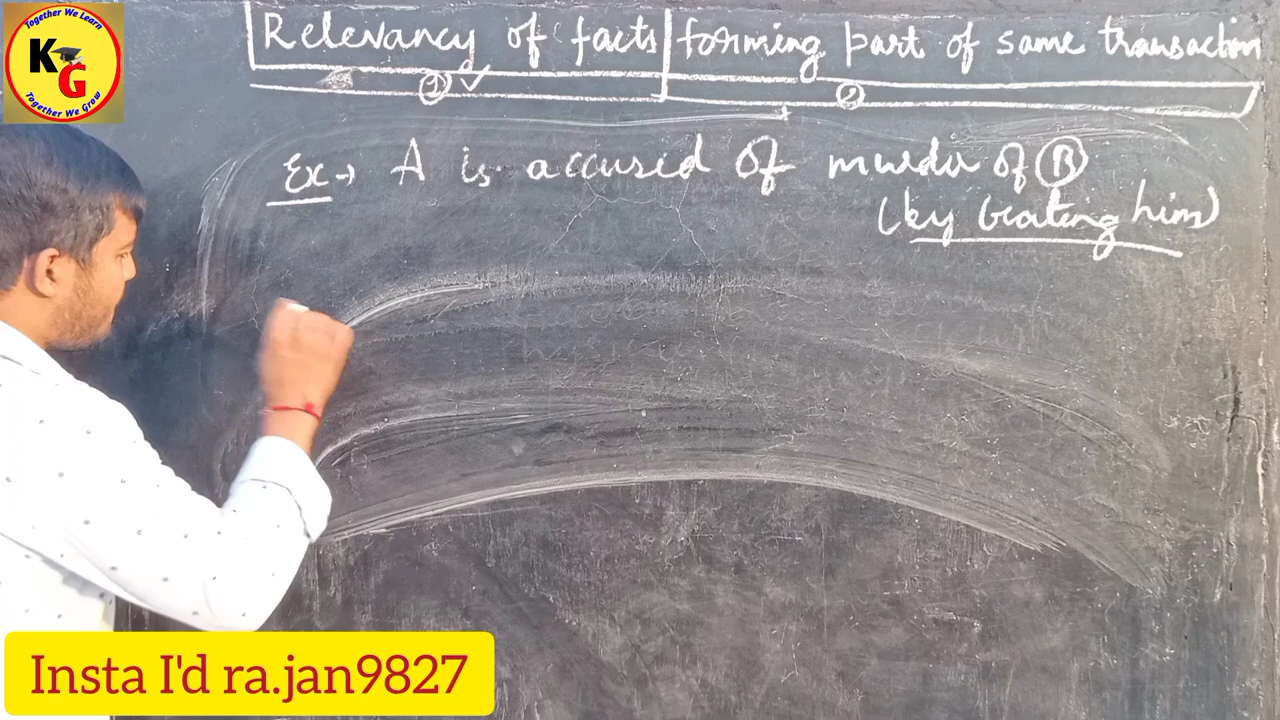 Together We Learn
KG
Together We Grow
Relevancy of facts forming part of same transaction
① ✓ ②
Ex→ A is accused of murder of Ⓑ
(by beating him)
Insta I'd ra.jan9827